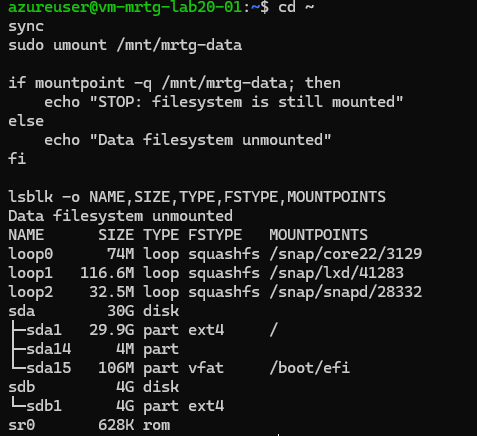 azureuser@vm-mrtg-lab20-01:~$ cd ~
sync
sudo umount /mnt/mrtg-data

if mountpoint -q /mnt/mrtg-data; then
    echo "STOP: filesystem is still mounted"
else
    echo "Data filesystem unmounted"
fi

lsblk -o NAME,SIZE,TYPE,FSTYPE,MOUNTPOINTS
Data filesystem unmounted
NAME      SIZE TYPE FSTYPE   MOUNTPOINTS
loop0      74M loop squashfs /snap/core22/3129
loop1   116.6M loop squashfs /snap/lxd/41283
loop2    32.5M loop squashfs /snap/snapd/28332
sda        30G disk
├─sda1   29.9G part ext4     /
├─sda14     4M part
└─sda15   106M part vfat     /boot/efi
sdb         4G disk
└─sdb1      4G part ext4
sr0       628K rom